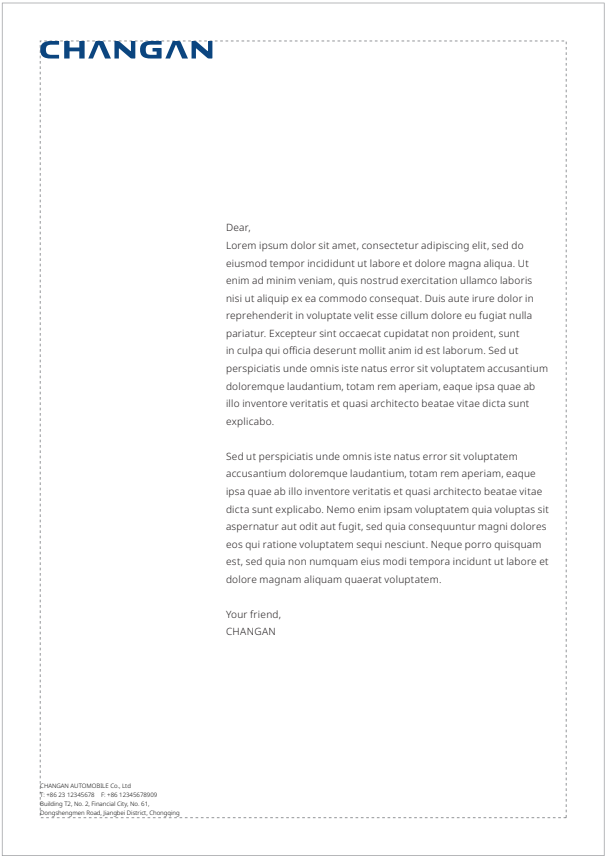 CHANGAN
Dear,
Lorem ipsum dolor sit amet, consectetur adipiscing elit, sed do
eiusmod tempor incididunt ut labore et dolore magna aliqua. Ut
enim ad minim veniam, quis nostrud exercitation ullamco laboris
nisi ut aliquip ex ea commodo consequat. Duis aute irure dolor in
reprehenderit in voluptate velit esse cillum dolore eu fugiat nulla
pariatur. Excepteur sint occaecat cupidatat non proident, sunt
in culpa qui officia deserunt mollit anim id est laborum. Sed ut
perspiciatis unde omnis iste natus error sit voluptatem accusantium
doloremque laudantium, totam rem aperiam, eaque ipsa quae ab
illo inventore veritatis et quasi architecto beatae vitae dicta sunt
explicabo.
Sed ut perspiciatis unde omnis iste natus error sit voluptatem
accusantium doloremque laudantium, totam rem aperiam, eaque
ipsa quae ab illo inventore veritatis et quasi architecto beatae vitae
dicta sunt explicabo. Nemo enim ipsam voluptatem quia voluptas sit
aspernatur aut odit aut fugit, sed quia consequuntur magni dolores
eos qui ratione voluptatem sequi nesciunt. Neque porro quisquam
est, sed quia non numquam eius modi tempora incidunt ut labore et
dolore magnam aliquam quaerat voluptatem.
Your friend,
CHANGAN
CHANGAN AUTOMOBILE Co., Ltd
T: +86 23 12345678 F: +86 12345678909
Building T2, No. 2, Financial City, No. 61,
Dongshengmen Road, Jiangbei District, Chongqing